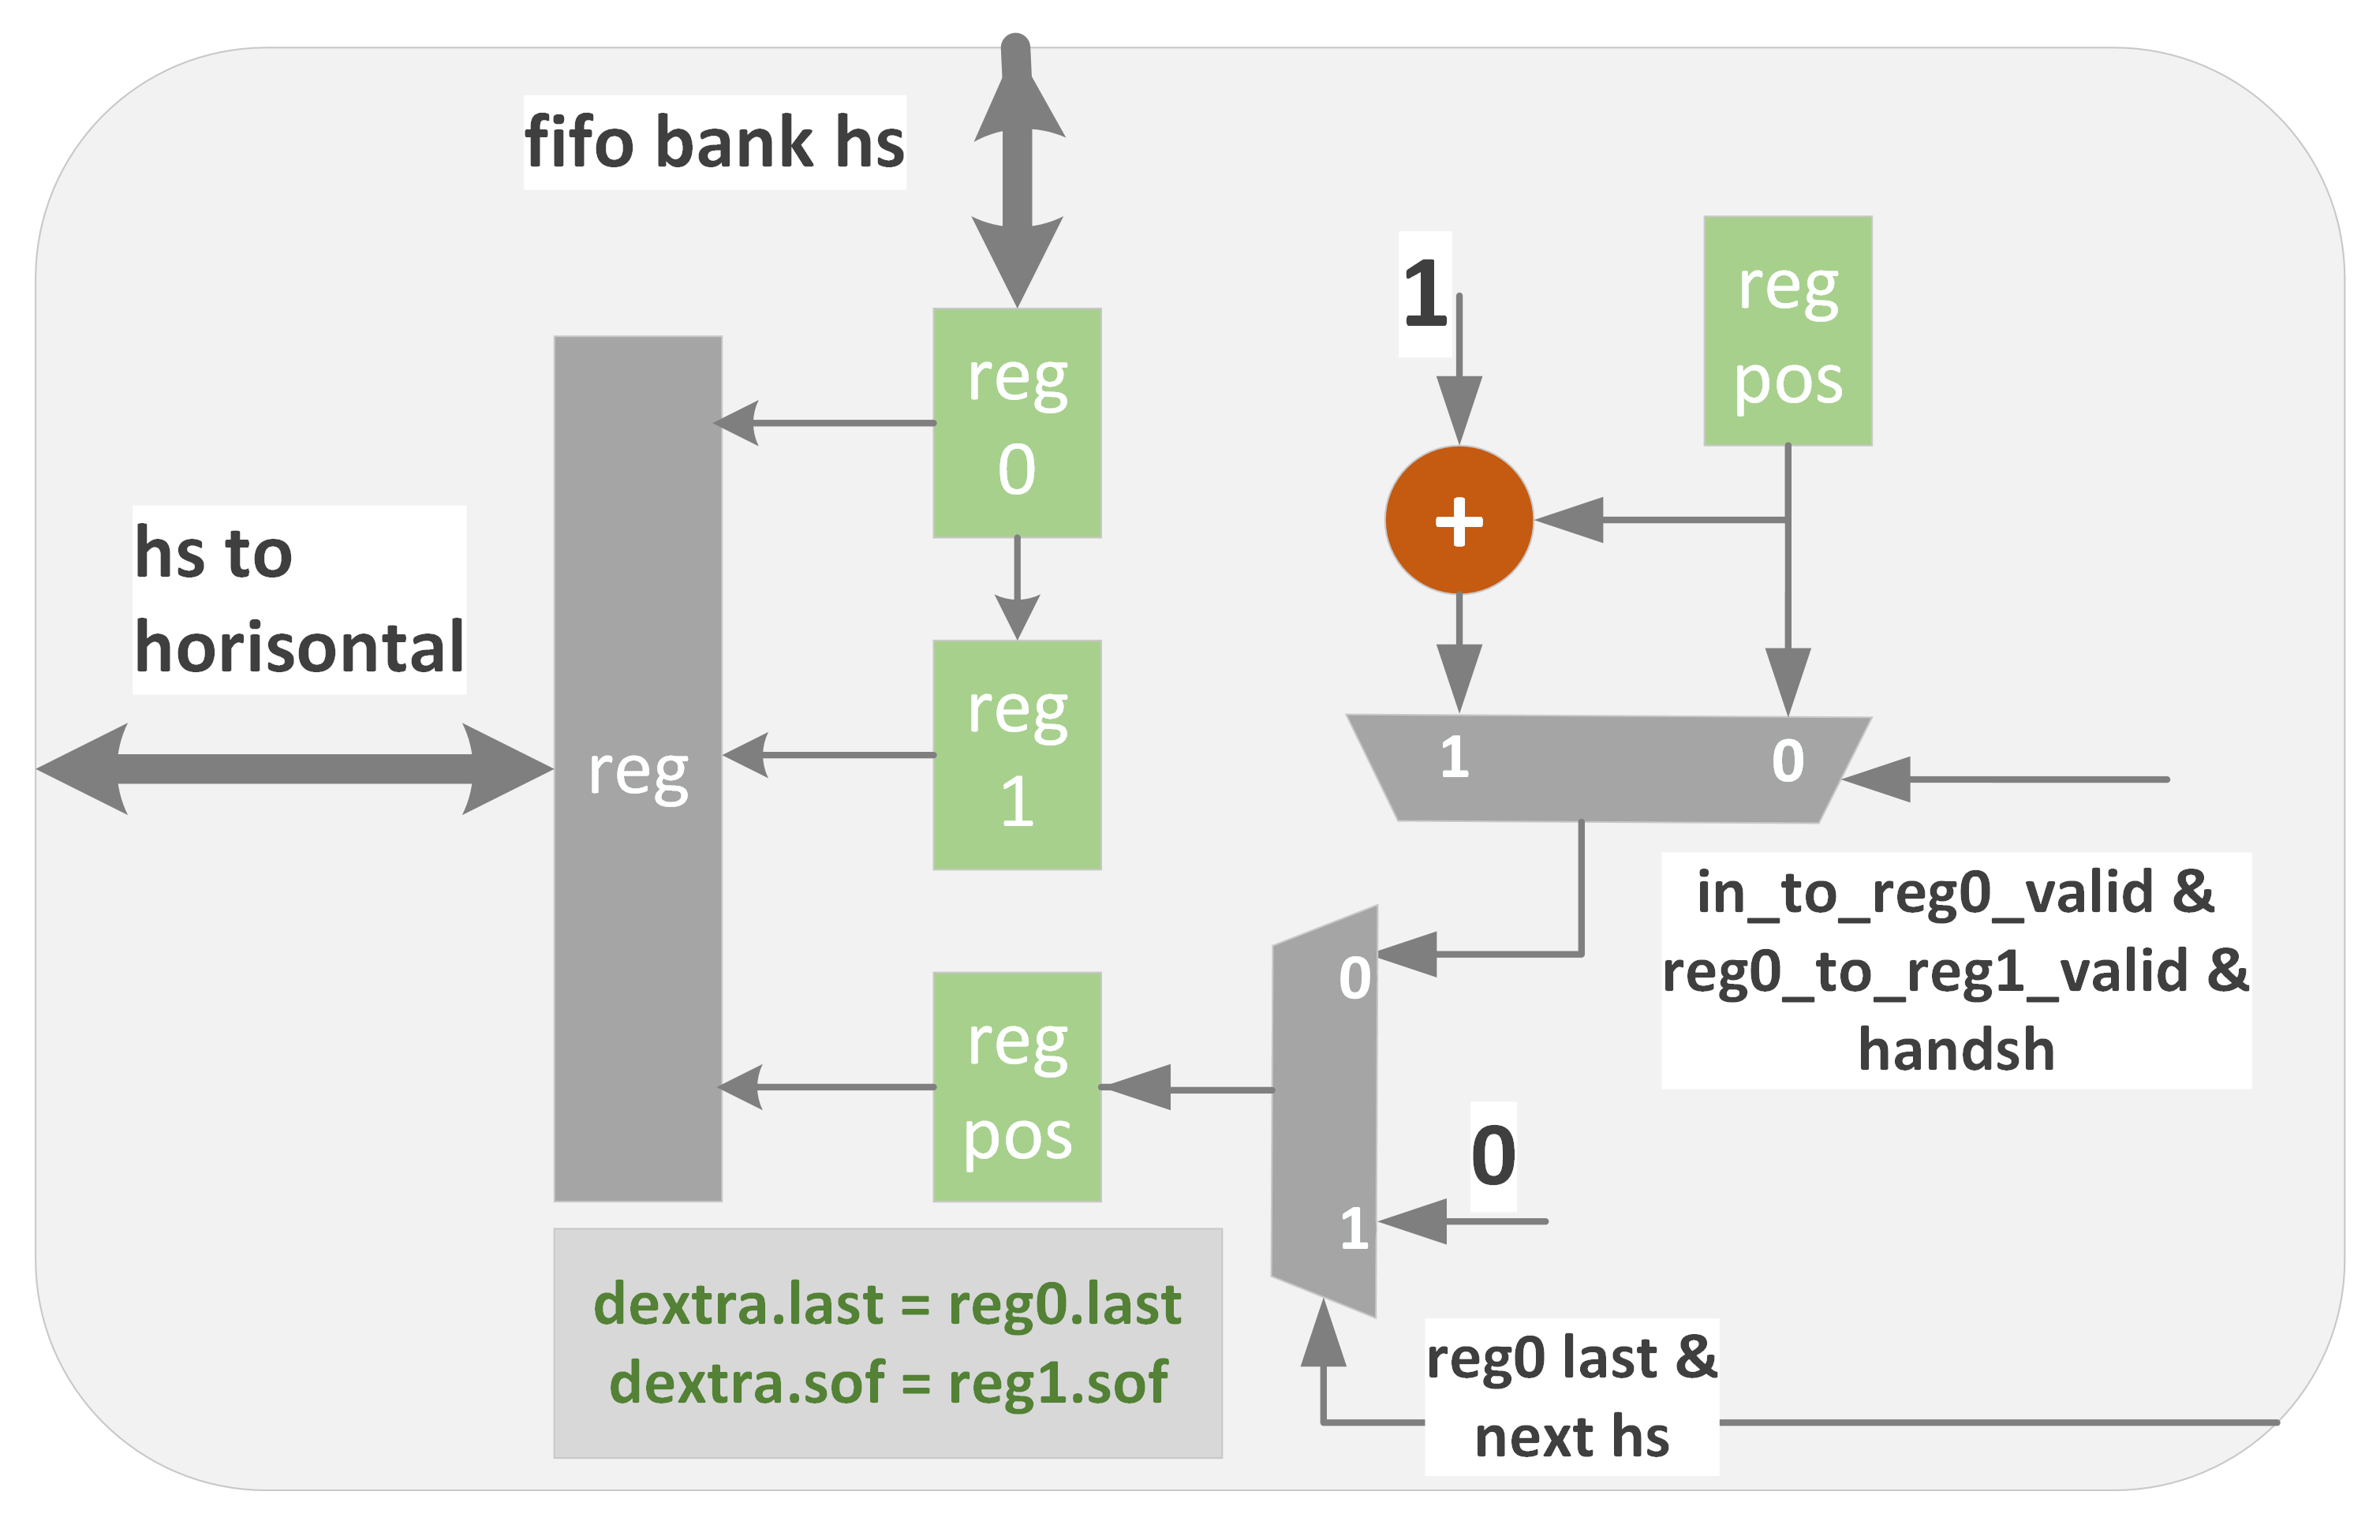 fifo bank hs
1
reg
pos
reg
0
+
hs to
horisontal
reg
1
reg
1
0
in_to_reg0_valid &
reg0_to_reg1_valid &
handsh
0
reg
pos
0
1
dextra.last = reg0.last
dextra.sof = reg1.sof
reg0 last &
next hs